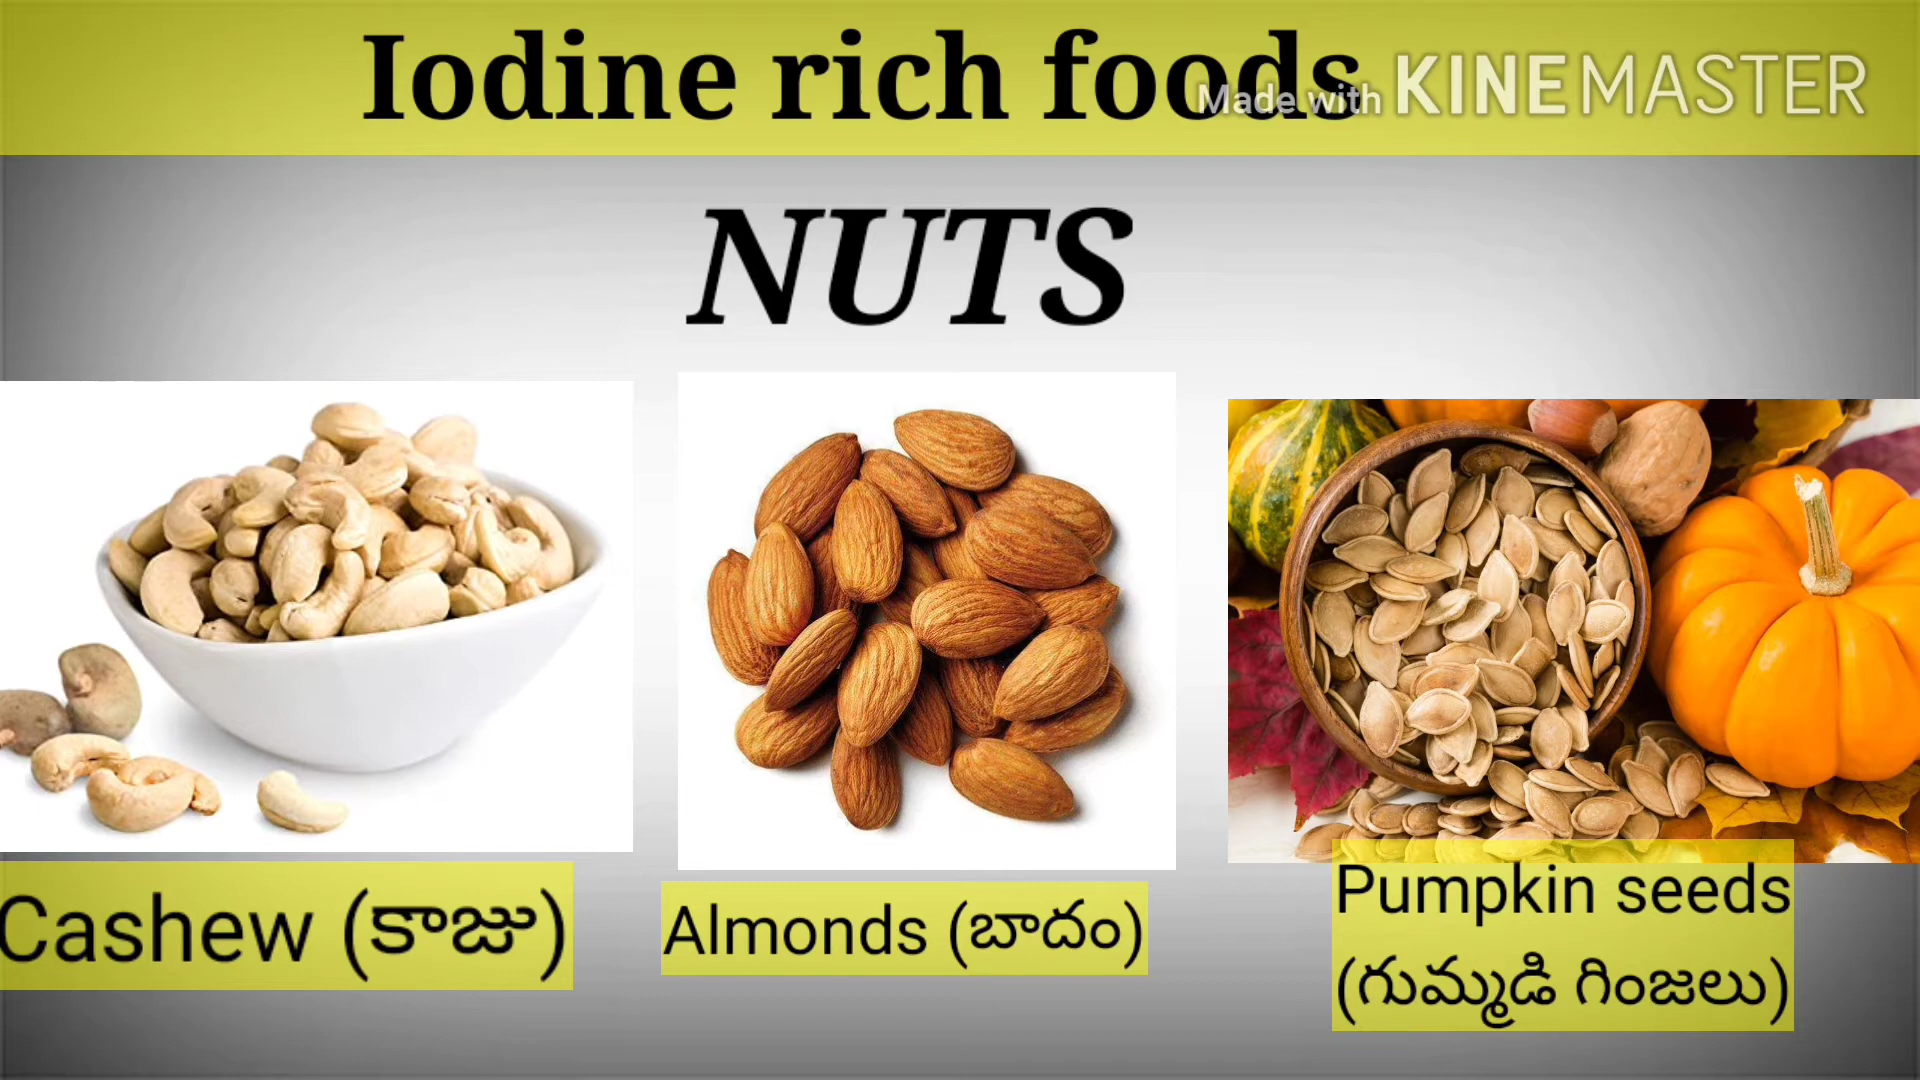 Iodine rich foods
Made with KINEMASTER
NUTS
Cashew (కాజు)
Almonds (బాదం)
Pumpkin seeds
(గుమ్మడి గింజలు)